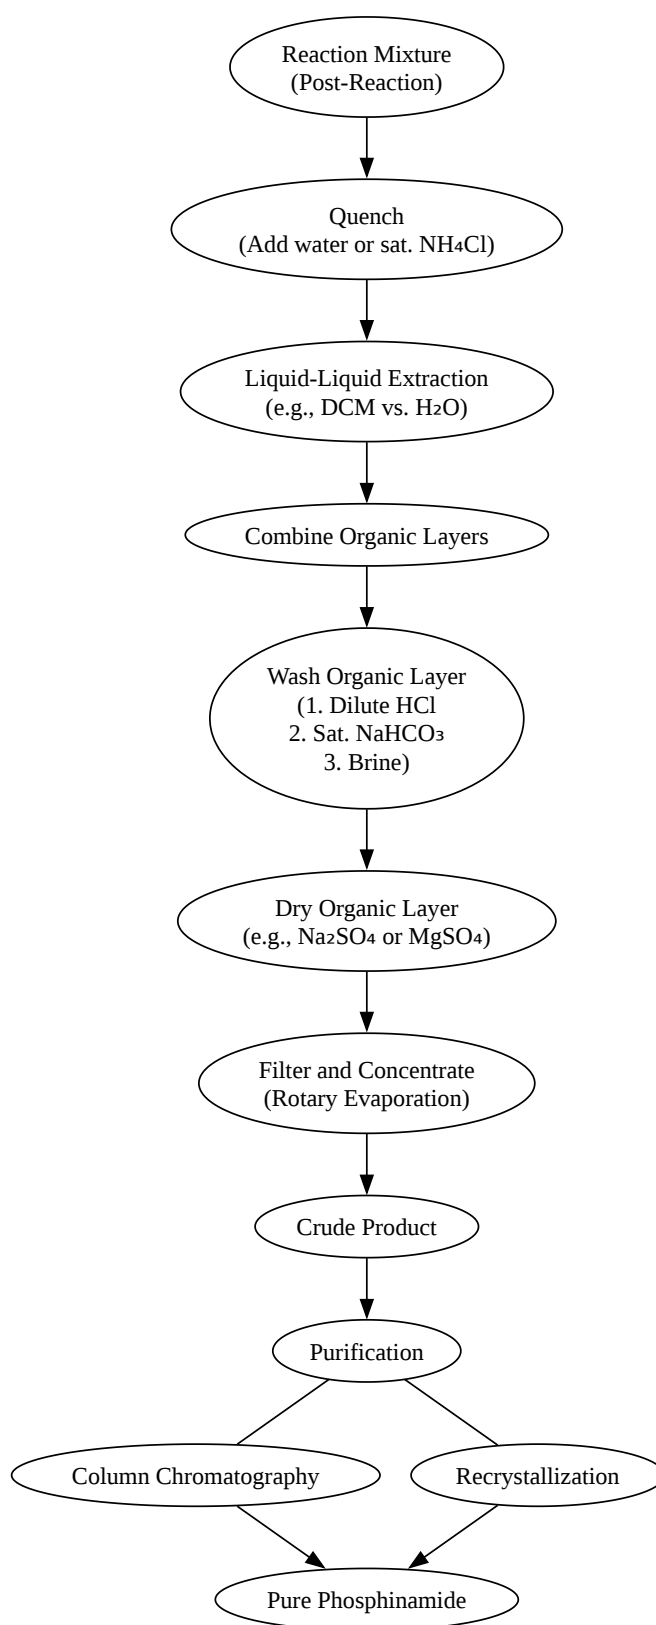 Reaction Mixture
(Post-Reaction)
Quench
(Add water or sat. NH₄Cl)
Liquid-Liquid Extraction
(e.g., DCM vs. H₂O)
Combine Organic Layers
Wash Organic Layer
(1. Dilute HCl
2. Sat. NaHCO₃
3. Brine)
Dry Organic Layer
(e.g., Na₂SO₄ or MgSO₄)
Filter and Concentrate
(Rotary Evaporation)
Crude Product
Purification
Column Chromatography
Recrystallization
Pure Phosphinamide